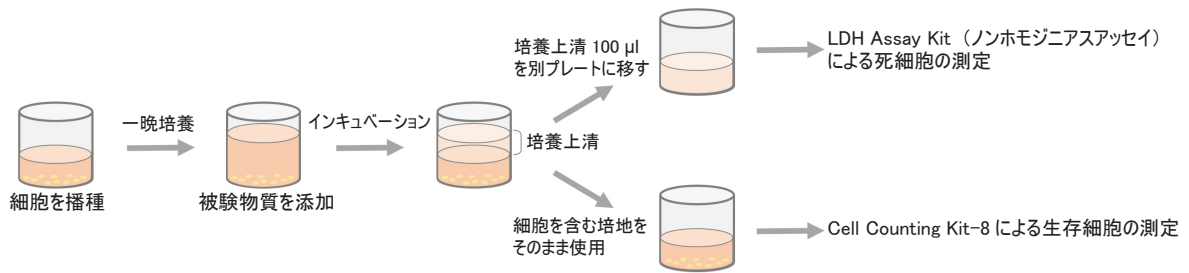 細胞を播種
一晩培養
被験物質を添加
インキュベーション
培養上清
培養上清 100 µl
を別プレートに移す
LDH Assay Kit （ノンホモジニアスアッセイ）
による死細胞の測定
細胞を含む培地を
そのまま使用
Cell Counting Kit-8 による生存細胞の測定